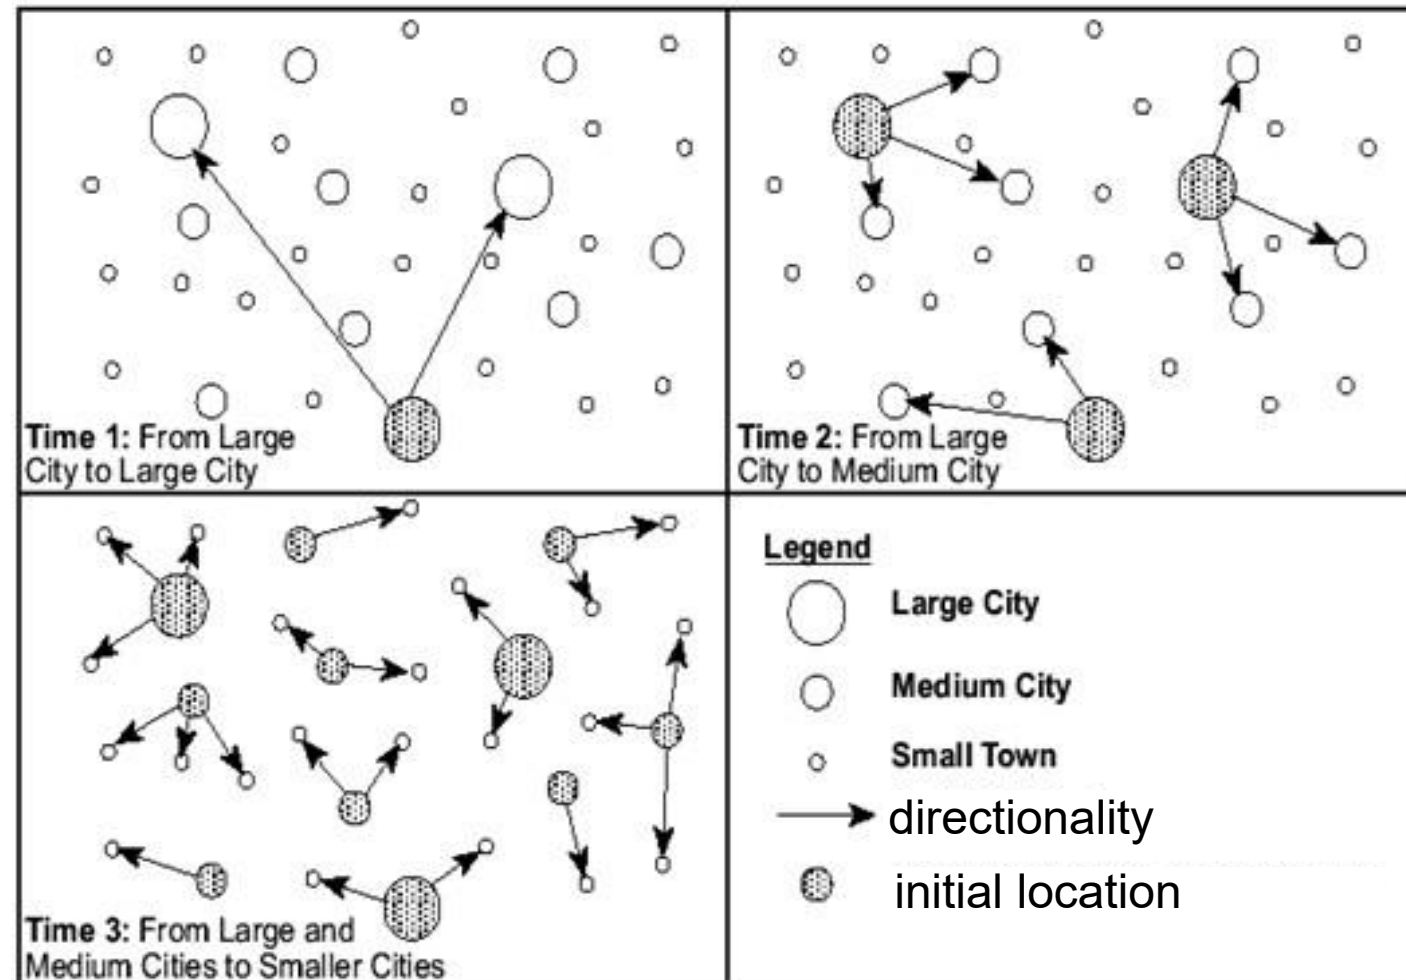 Time 1: From Large
City to Large City
Time 2: From Large
City to Medium City
Time 3: From Large and
Medium Cities to Smaller Cities
Legend
Large City
Medium City
Small Town
directionality
initial location